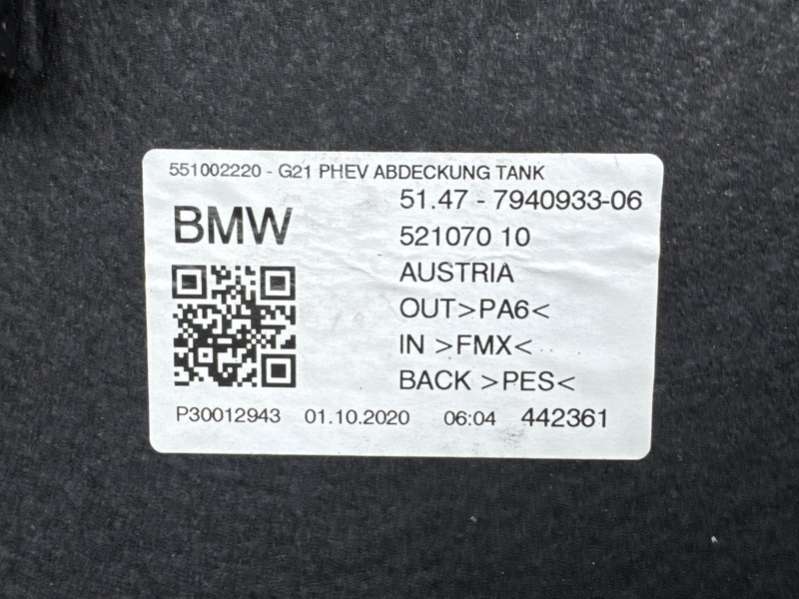 551002220 - G21 PHEV ABDECKUNG TANK
51.47 - 7940933-06
BMW
521070 10
AUSTRIA
OUT>PA6<
IN >FMX<
BACK >PES<
P30012943 01.10.2020 06:04 442361